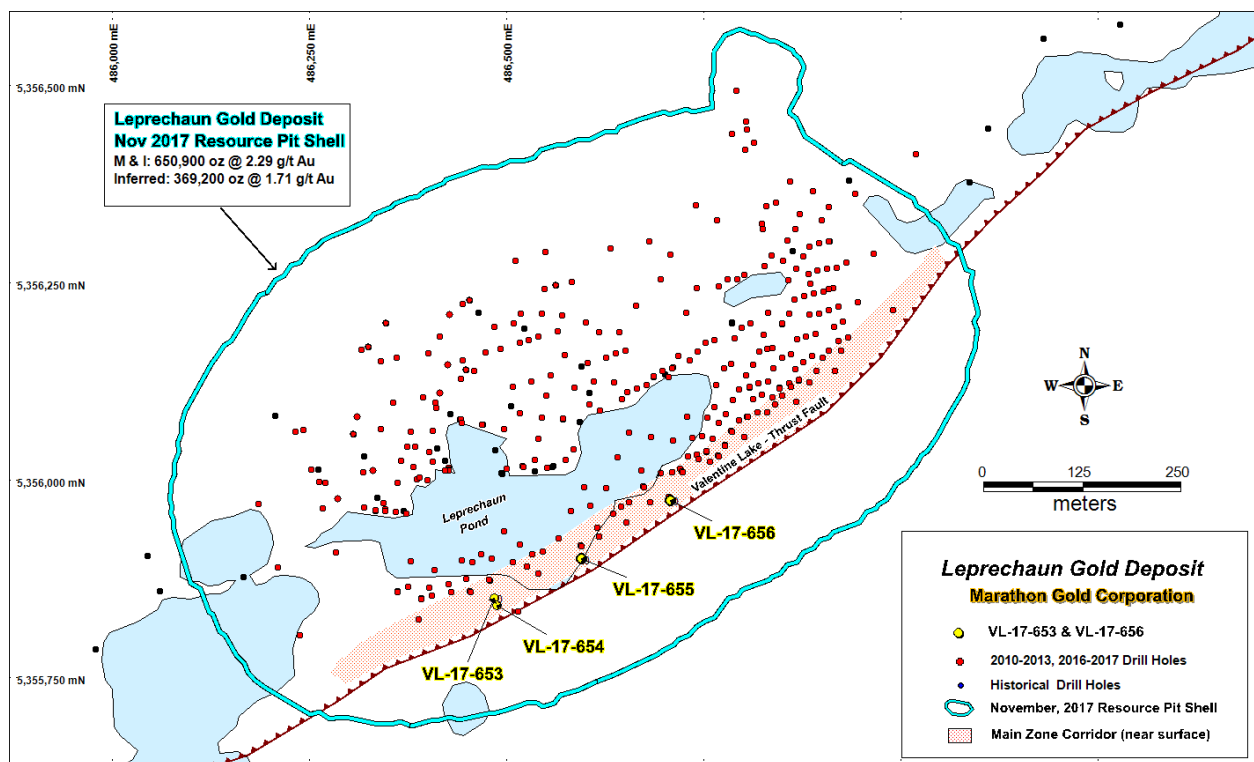 486,000 mE
486,250 mE
486,500 mE
5,356,500 mN
5,356,250 mN
5,356,000 mN
5,355,750 mN
Leprechaun Gold Deposit
Nov 2017 Resource Pit Shell
M & I: 650,900 oz @ 2.29 g/t Au
Inferred: 369,200 oz @ 1.71 g/t Au
N
W
E
S
0
125
250
meters
Valentine Lake - Thrust Fault
Leprechaun
Pond
VL-17-656
VL-17-655
VL-17-654
VL-17-653
Leprechaun Gold Deposit
Marathon Gold Corporation
VL-17-653 & VL-17-656
2010-2013, 2016-2017 Drill Holes
Historical Drill Holes
November, 2017 Resource Pit Shell
Main Zone Corridor (near surface)